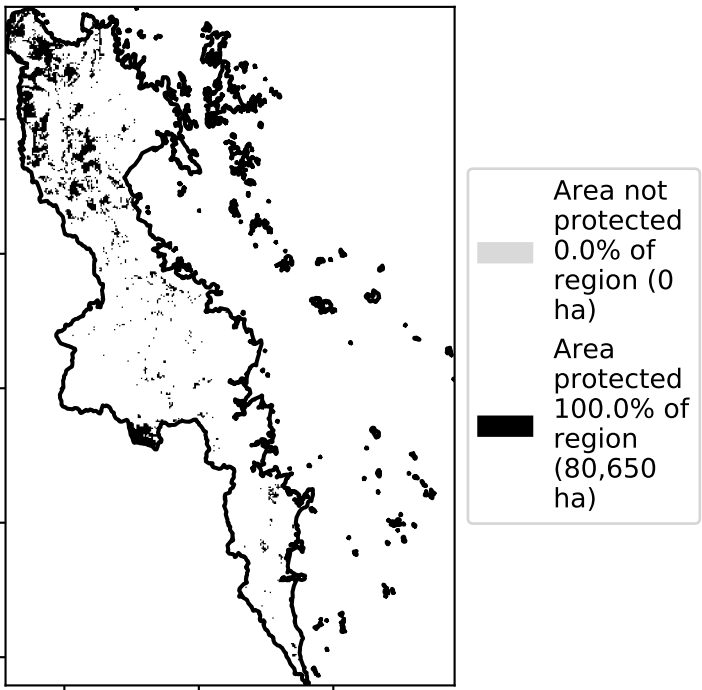 Area not
protected
0.0% of
region (0
ha)
Area
protected
100.0% of
region
(80,650
ha)